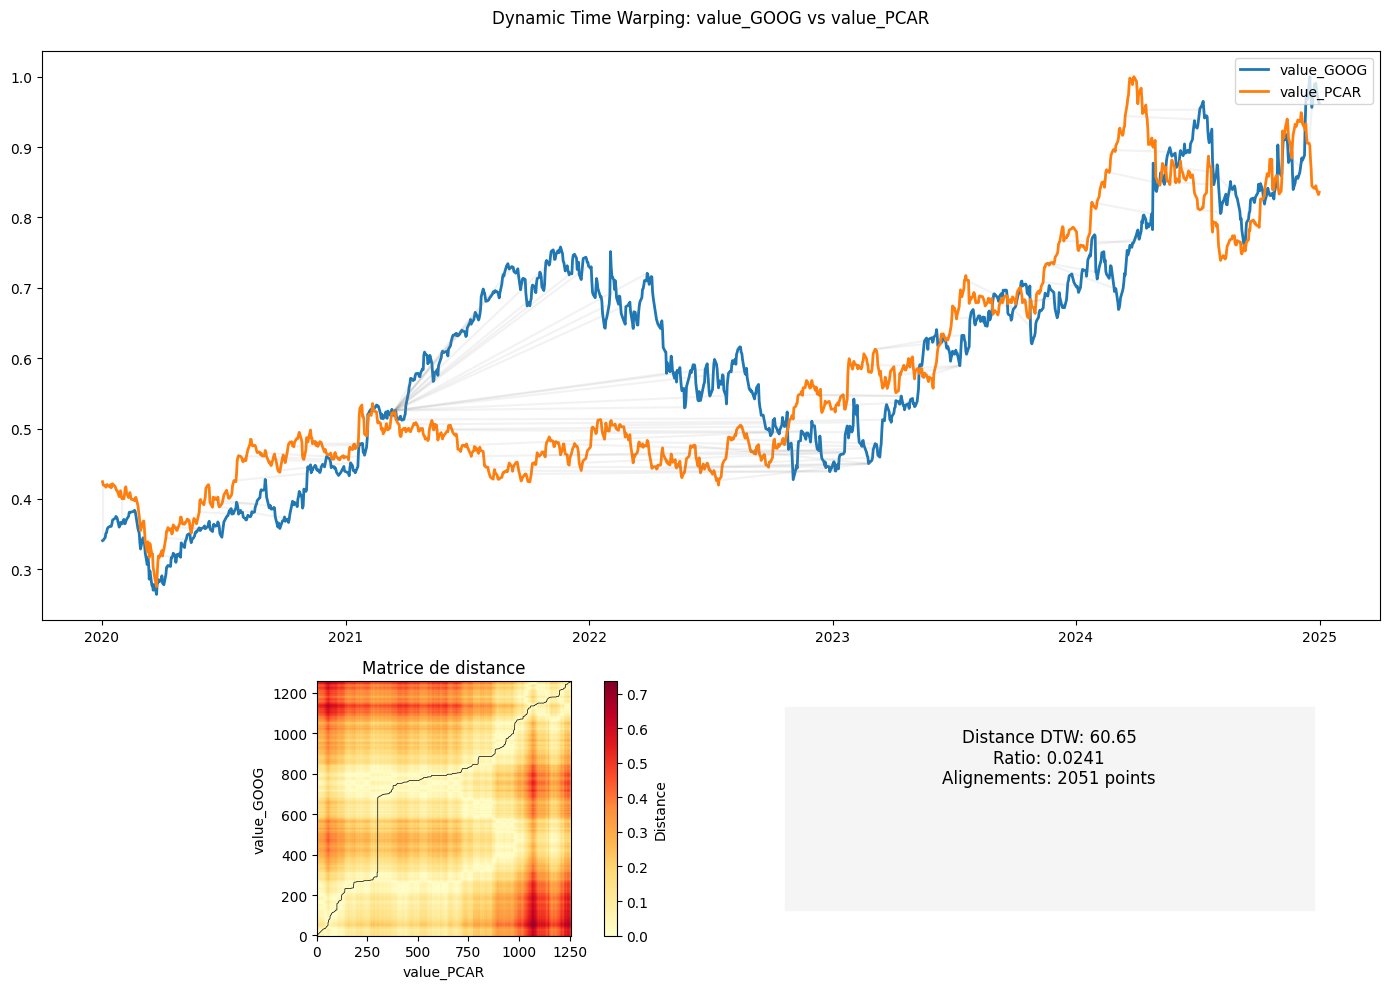 Dynamic Time Warping: value_GOOG vs value_PCAR
value_GOOG
value_PCAR
1.0
0.9
0.8
0.7
0.6
0.5
0.4
0.3
2020 2021 2022 2023 2024 2025
Matrice de distance
value_GOOG
1200
1000
800
600
400
200
0
0 250 500 750 1000 1250
value_PCAR
0.7
0.6
0.5
0.4
0.3
0.2
0.1
0.0
Distance
Distance DTW: 60.65
Ratio: 0.0241
Alignements: 2051 points